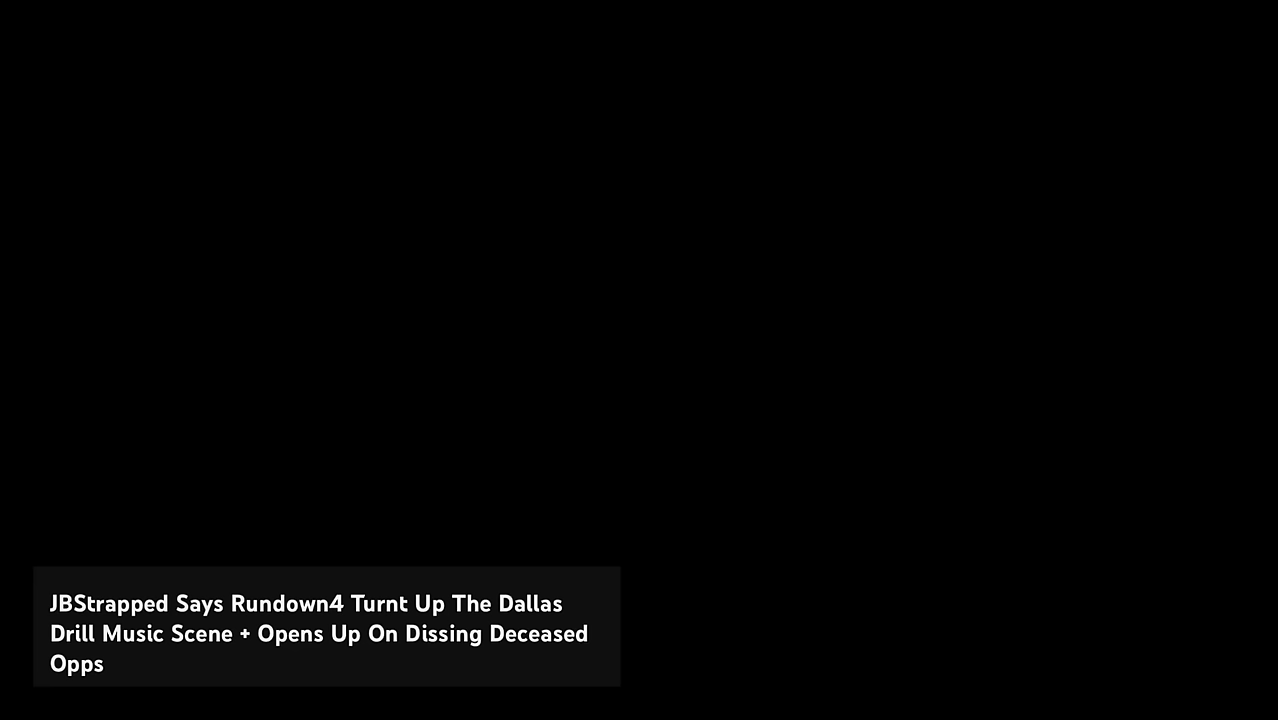 JBStrapped Says Rundown4 Turnt Up The Dallas
Drill Music Scene + Opens Up On Dissing Deceased
Opps